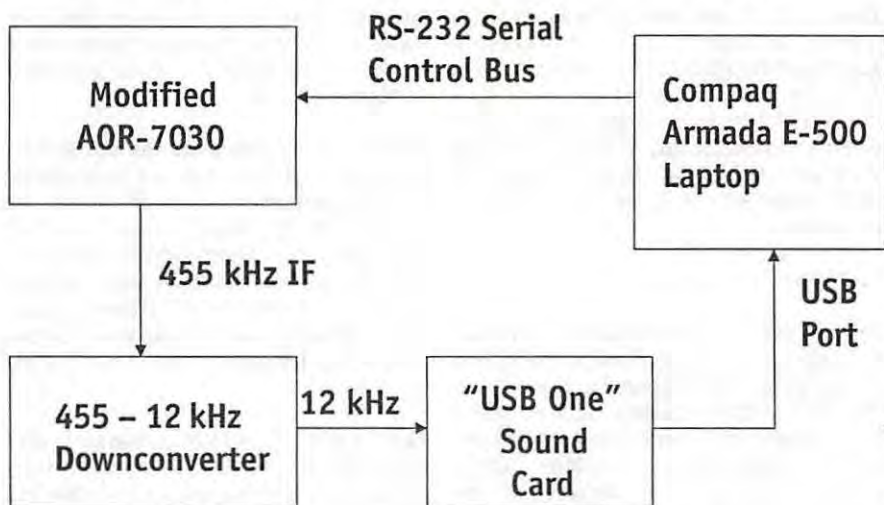 RS-232 Serial
Control Bus
Modified
AOR-7030
Compaq
Armada E-500
Laptop
455 kHz IF
USB
Port
455 – 12 kHz
Downconverter
12 kHz
“USB One”
Sound
Card